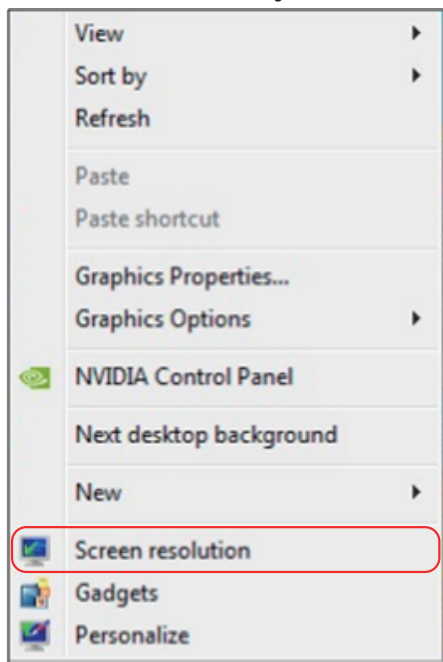 View
Sort by
Refresh
Paste
Paste shortcut
Graphics Properties...
Graphics Options
NVIDIA Control Panel
Next desktop background
New
Screen resolution
Gadgets
Personalize